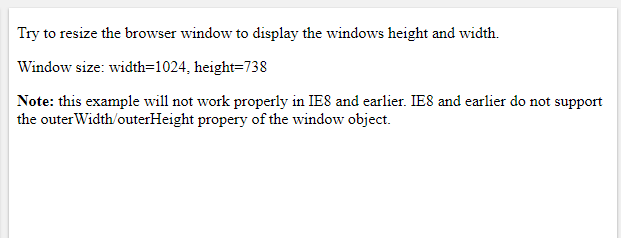 Try to resize the browser window to display the windows height and width.
Window size: width=1024, height=738
Note: this example will not work properly in IE8 and earlier. IE8 and earlier do not support
the outerWidth/outerHeight propery of the window object.